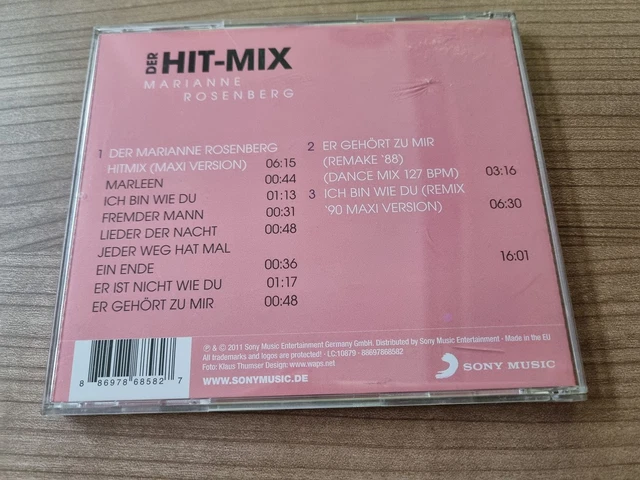 DER HIT-MIX
MARIANNE
ROSENBERG
1 DER MARIANNE ROSENBERG
HITMIX (MAXI VERSION) 06:15
MARLEEN 00:44
ICH BIN WIE DU 01:13
FREMDER MANN 00:31
LIEDER DER NACHT 00:48
JEDER WEG HAT MAL
EIN ENDE 00:36
ER IST NICHT WIE DU 01:17
ER GEHÖRT ZU MIR 00:48
2 ER GEHÖRT ZU MIR
(REMAKE '88)
(DANCE MIX 127 BPM) 03:16
3 ICH BIN WIE DU (REMIX
'90 MAXI VERSION) 06:30
16:01
℗ & © 2011 Sony Music Entertainment Germany GmbH. Distributed by Sony Music Entertainment · Made in the EU
All trademarks and logos are protected! · LC:10879 · 88697868582
Foto: Klaus Thumser Design: www.waps.net
WWW.SONYMUSIC.DE
8 86978 68582 7
SONY MUSIC